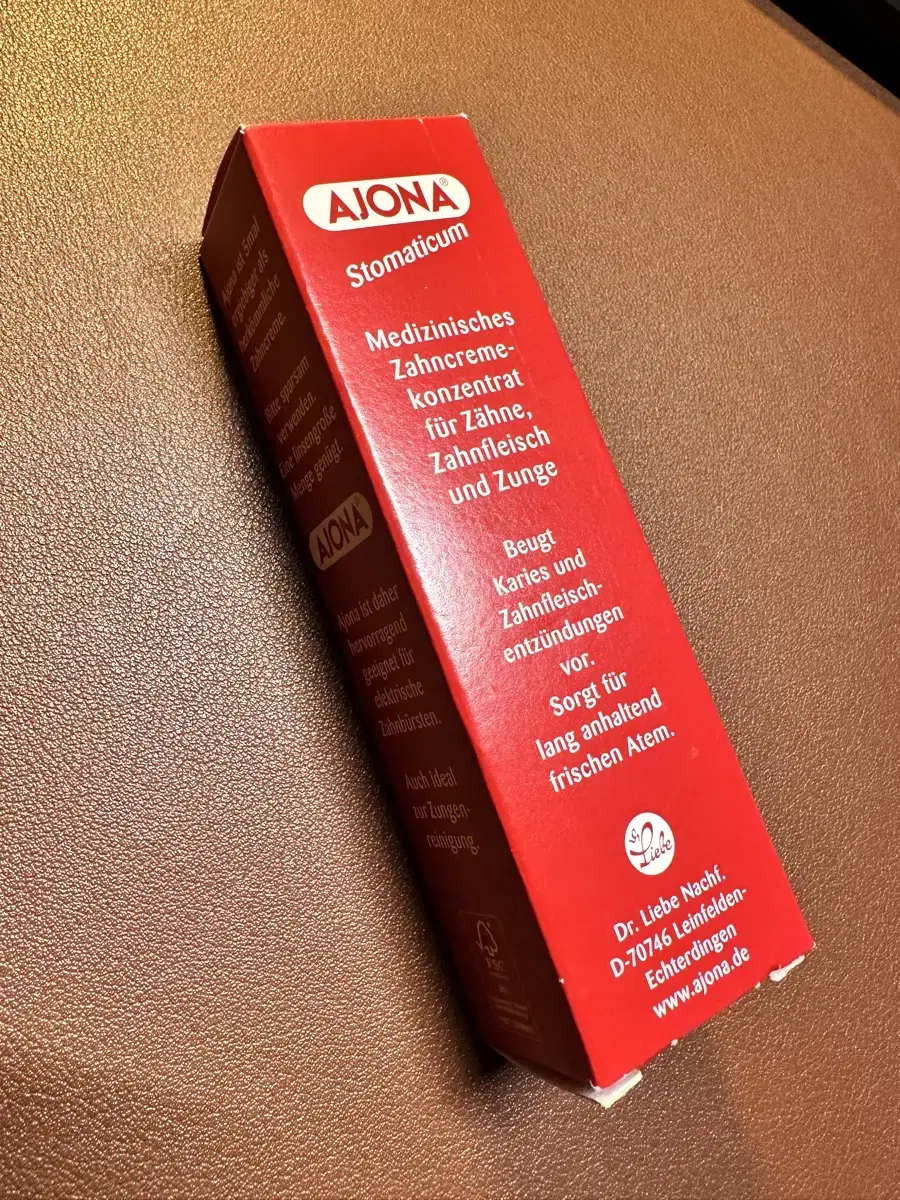 AJONA®
Stomaticum
Medizinisches
Zahncreme-
konzentrat
für Zähne,
Zahnfleisch
und Zunge
Beugt
Karies und
Zahnfleisch-
entzündungen
vor.
Sorgt für
lang anhaltend
frischen Atem.
Dr. Liebe
Dr. Liebe Nachf.
D-70746 Leinfelden-
Echterdingen
www.ajona.de
Ajona ist 5mal
ergiebiger als
herkömmliche
Zahncreme.
Bitte sparsam
verwenden.
Eine linsengroße
Menge genügt.
AJONA®
Ajona ist daher
hervorragend
geeignet für
elektrische
Zahnbürsten.
Auch ideal
zur Zungen-
reinigung.
FSC